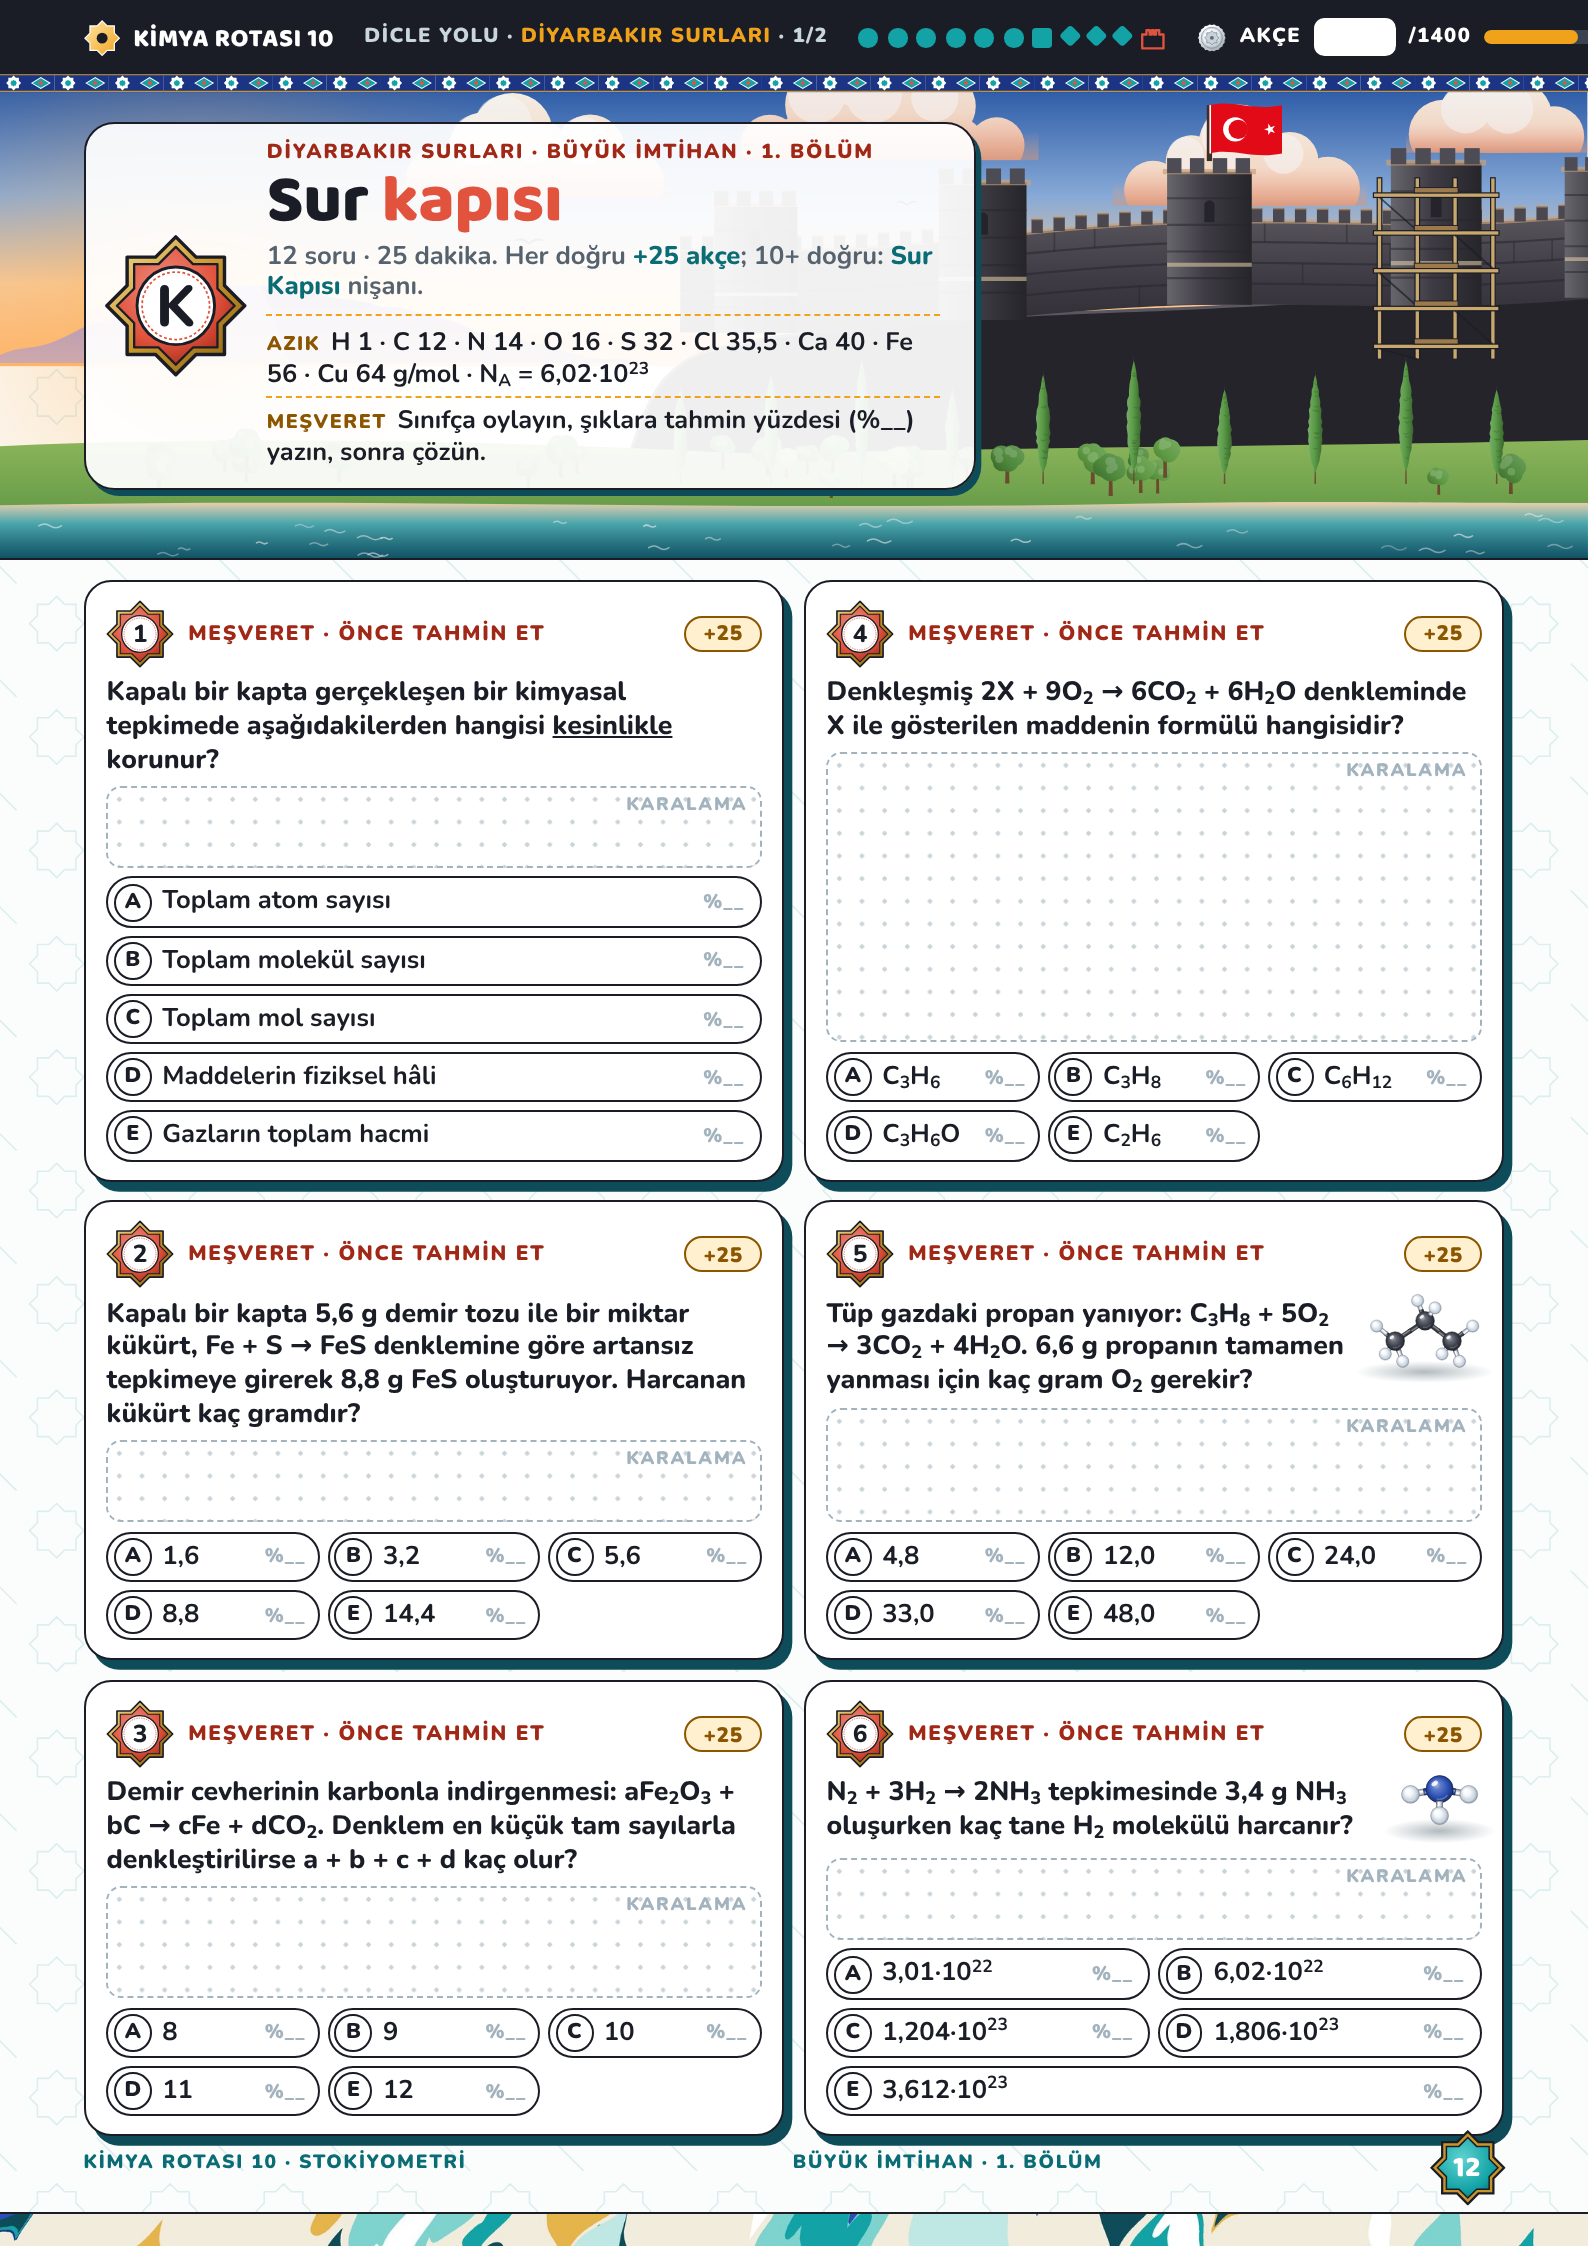 KİMYA ROTASI 10 DİCLE YOLU · DİYARBAKIR SURLARI · 1/2 AKÇE /1400
DİYARBAKIR SURLARI · BÜYÜK İMTİHAN · 1. BÖLÜM
Sur kapısı
K
12 soru · 25 dakika. Her doğru +25 akçe; 10+ doğru: Sur
Kapısı nişanı.
AZIK H 1 · C 12 · N 14 · O 16 · S 32 · Cl 35,5 · Ca 40 · Fe
56 · Cu 64 g/mol · N_A = 6,02·10²³
MEŞVERET Sınıfça oylayın, şıklara tahmin yüzdesi (%__)
yazın, sonra çözün.
1 MEŞVERET · ÖNCE TAHMİN ET +25
Kapalı bir kapta gerçekleşen bir kimyasal
tepkimede aşağıdakilerden hangisi kesinlikle
korunur?
KARALAMA
A Toplam atom sayısı %__
B Toplam molekül sayısı %__
C Toplam mol sayısı %__
D Maddelerin fiziksel hâli %__
E Gazların toplam hacmi %__
2 MEŞVERET · ÖNCE TAHMİN ET +25
Kapalı bir kapta 5,6 g demir tozu ile bir miktar
kükürt, Fe + S → FeS denklemine göre artansız
tepkimeye girerek 8,8 g FeS oluşturuyor. Harcanan
kükürt kaç gramdır?
KARALAMA
A 1,6 %__ B 3,2 %__ C 5,6 %__
D 8,8 %__ E 14,4 %__
3 MEŞVERET · ÖNCE TAHMİN ET +25
Demir cevherinin karbonla indirgenmesi: aFe₂O₃ +
bC → cFe + dCO₂. Denklem en küçük tam sayılarla
denkleştirilirse a + b + c + d kaç olur?
KARALAMA
A 8 %__ B 9 %__ C 10 %__
D 11 %__ E 12 %__
4 MEŞVERET · ÖNCE TAHMİN ET +25
Denkleşmiş 2X + 9O₂ → 6CO₂ + 6H₂O denkleminde
X ile gösterilen maddenin formülü hangisidir?
KARALAMA
A C₃H₆ %__ B C₃H₈ %__ C C₆H₁₂ %__
D C₃H₆O %__ E C₂H₆ %__
5 MEŞVERET · ÖNCE TAHMİN ET +25
Tüp gazdaki propan yanıyor: C₃H₈ + 5O₂
→ 3CO₂ + 4H₂O. 6,6 g propanın tamamen
yanması için kaç gram O₂ gerekir?
KARALAMA
A 4,8 %__ B 12,0 %__ C 24,0 %__
D 33,0 %__ E 48,0 %__
6 MEŞVERET · ÖNCE TAHMİN ET +25
N₂ + 3H₂ → 2NH₃ tepkimesinde 3,4 g NH₃
oluşurken kaç tane H₂ molekülü harcanır?
KARALAMA
A 3,01·10²² %__ B 6,02·10²² %__
C 1,204·10²³ %__ D 1,806·10²³ %__
E 3,612·10²³ %__
KİMYA ROTASI 10 · STOKİYOMETRİ BÜYÜK İMTİHAN · 1. BÖLÜM 12